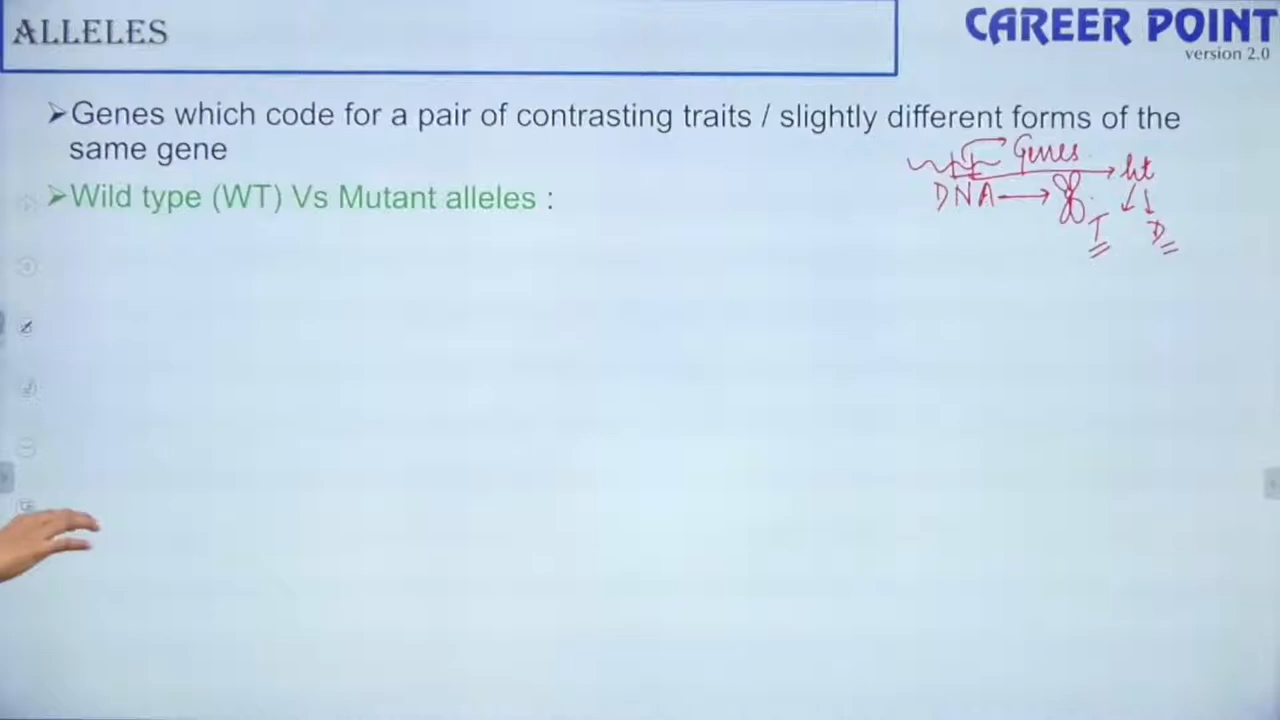 ALLELES
CAREER POINT
version 2.0
➢Genes which code for a pair of contrasting traits / slightly different forms of the
same gene
Genes
ht
DNA
T
D
➢Wild type (WT) Vs Mutant alleles :